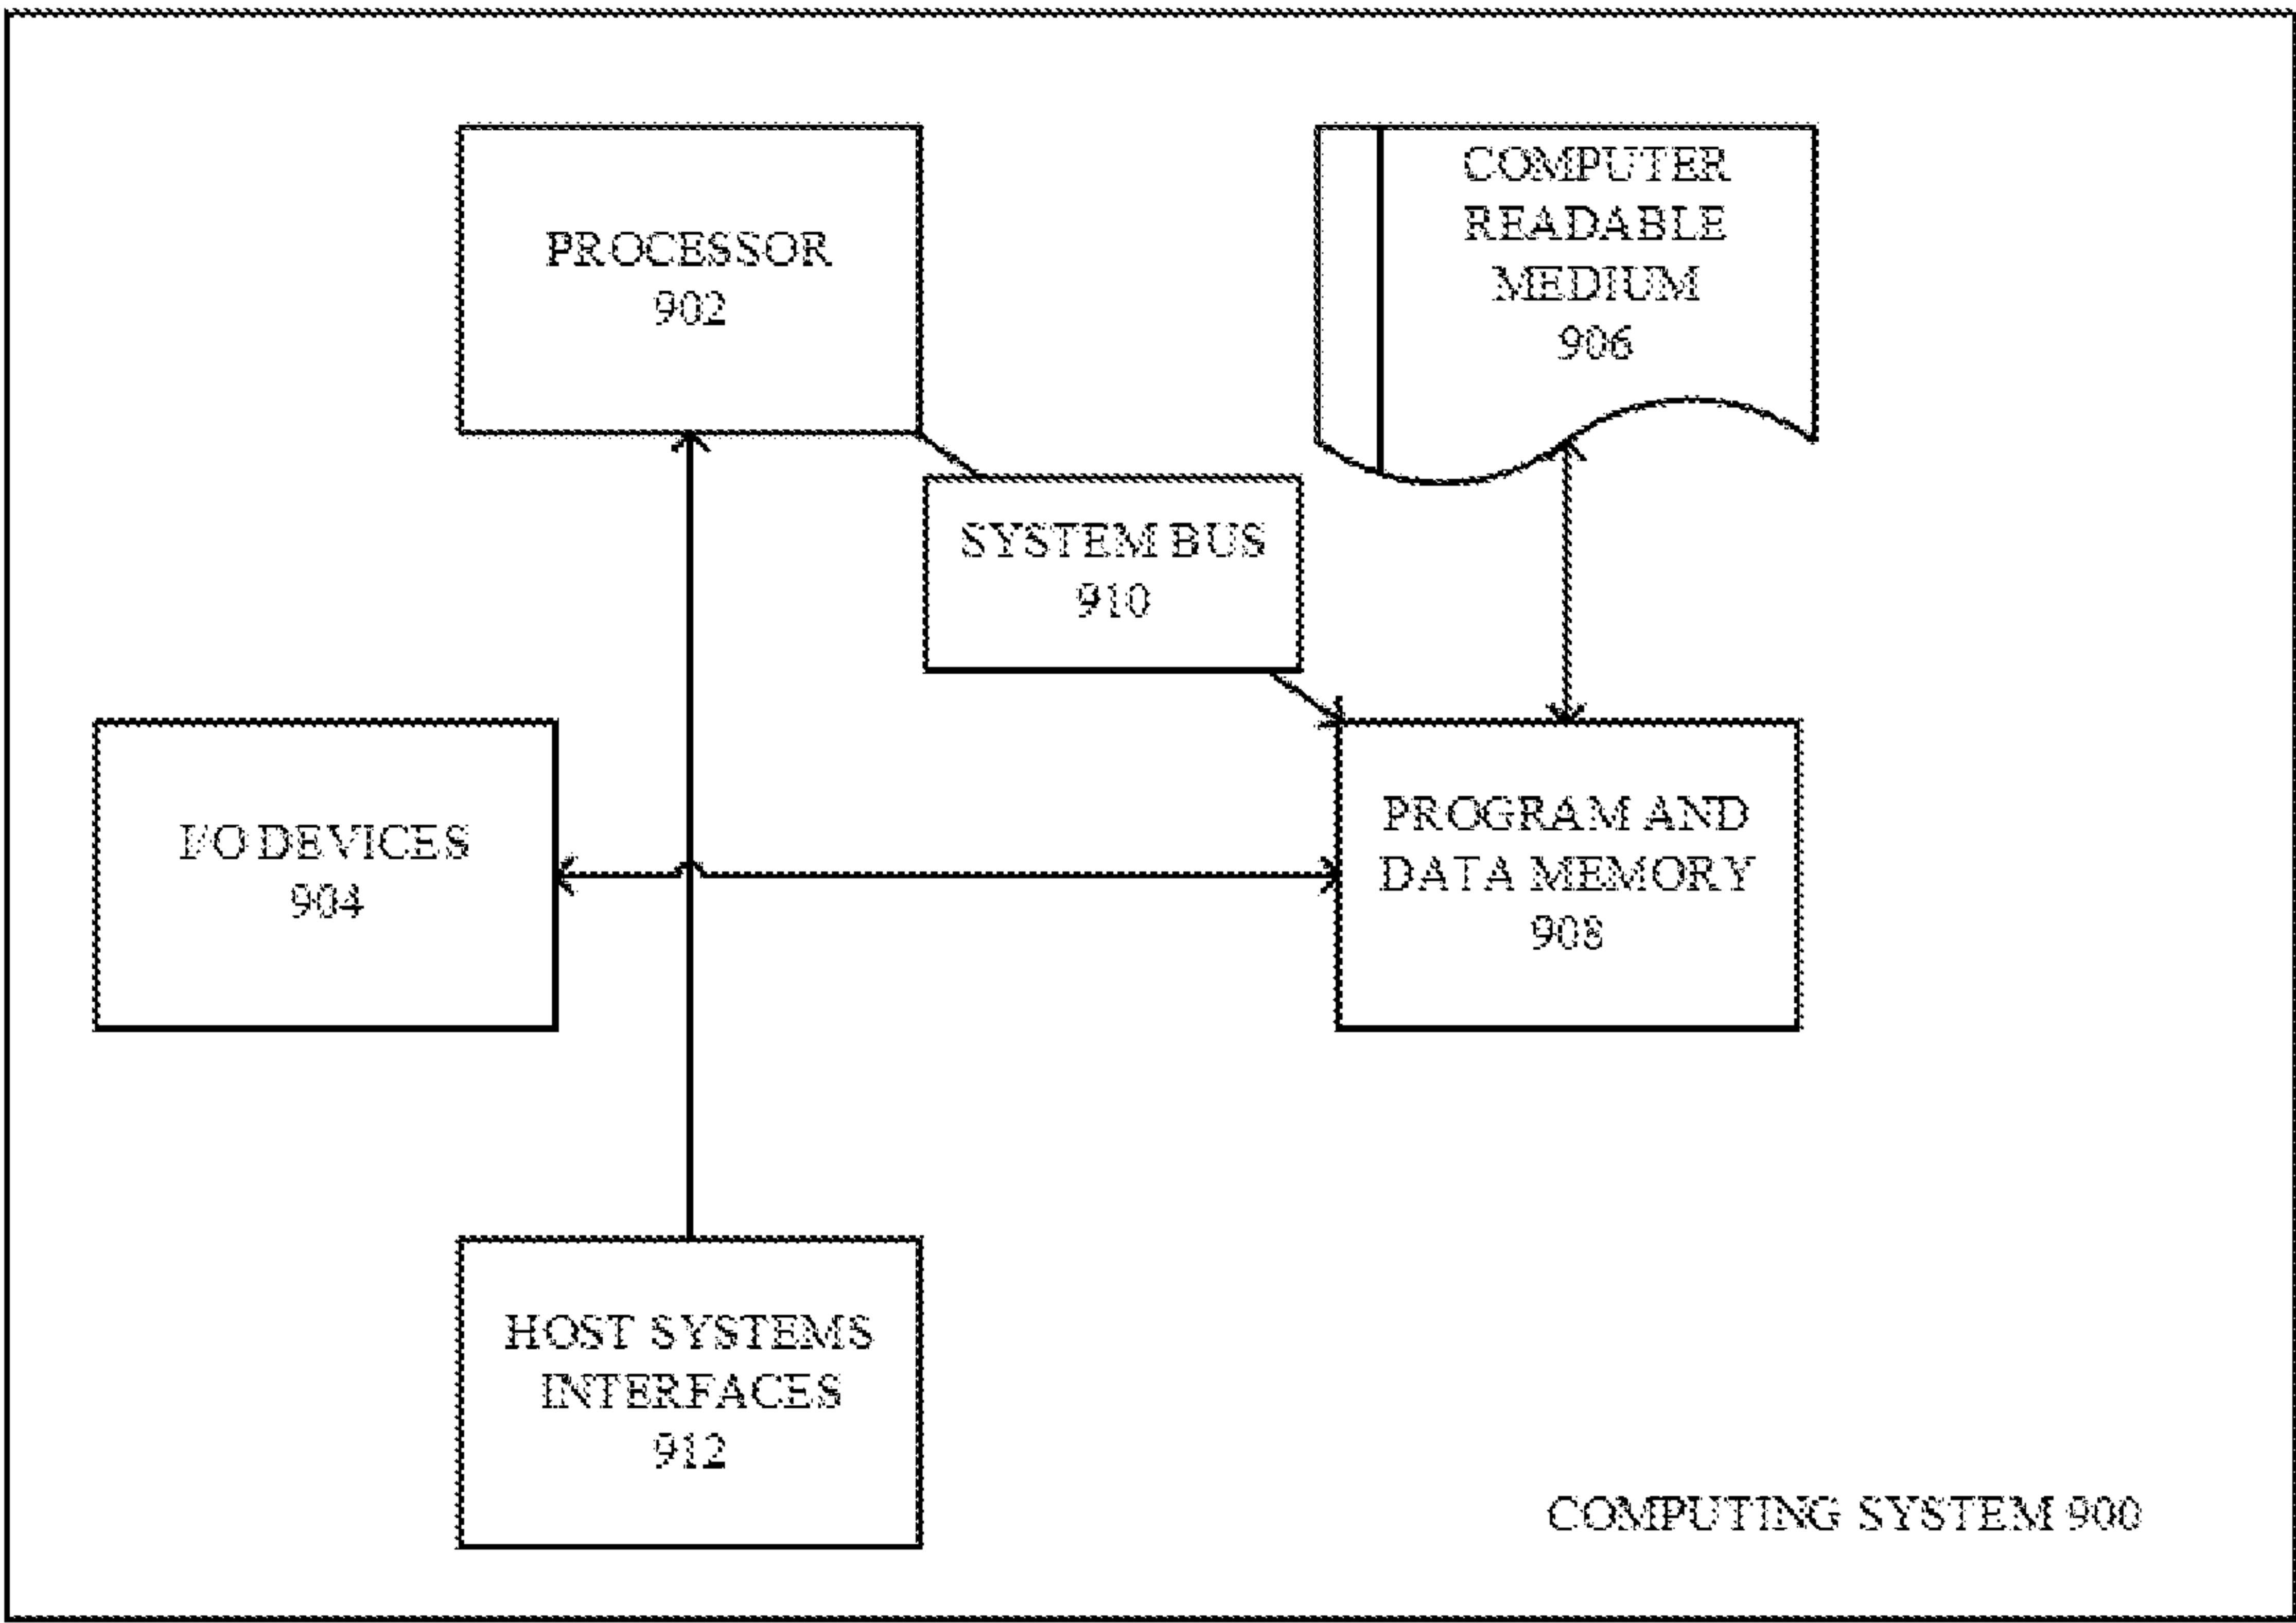 PROCESSOR
902
COMPUTER
READABLE
MEDIUM
906
SYSTEM BUS
910
I/O DEVICES
904
PROGRAM AND
DATA MEMORY
908
HOST SYSTEMS
INTERFACES
912
COMPUTING SYSTEM 900